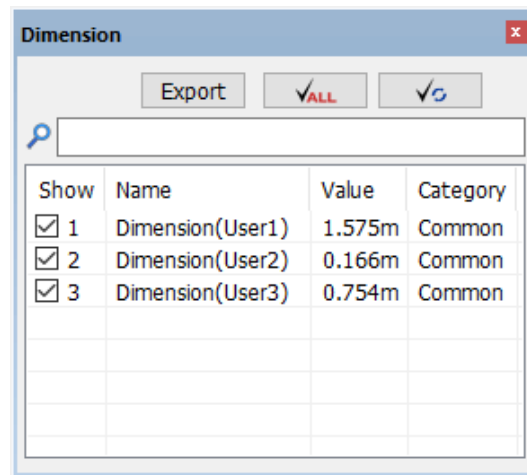 Dimension
Export ALL
Show Name Value Category
1 Dimension(User1) 1.575m Common
2 Dimension(User2) 0.166m Common
3 Dimension(User3) 0.754m Common